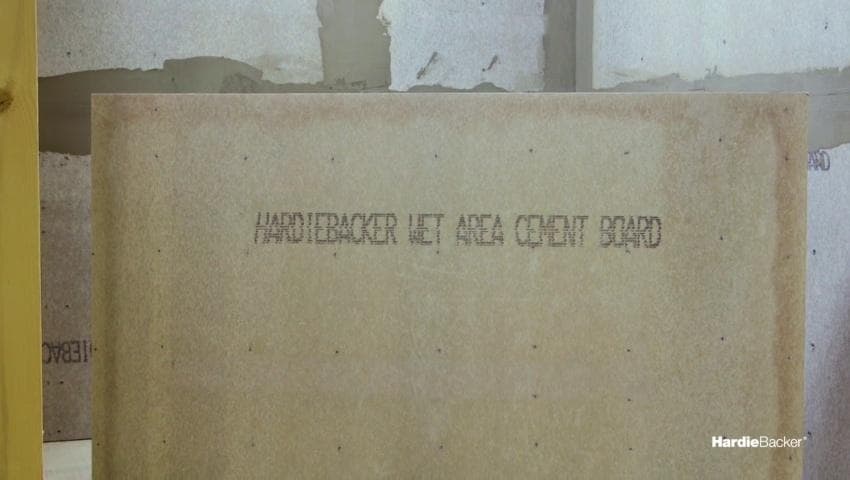 HARDIEBACKER WET AREA CEMENT BOARD
HardieBacker®